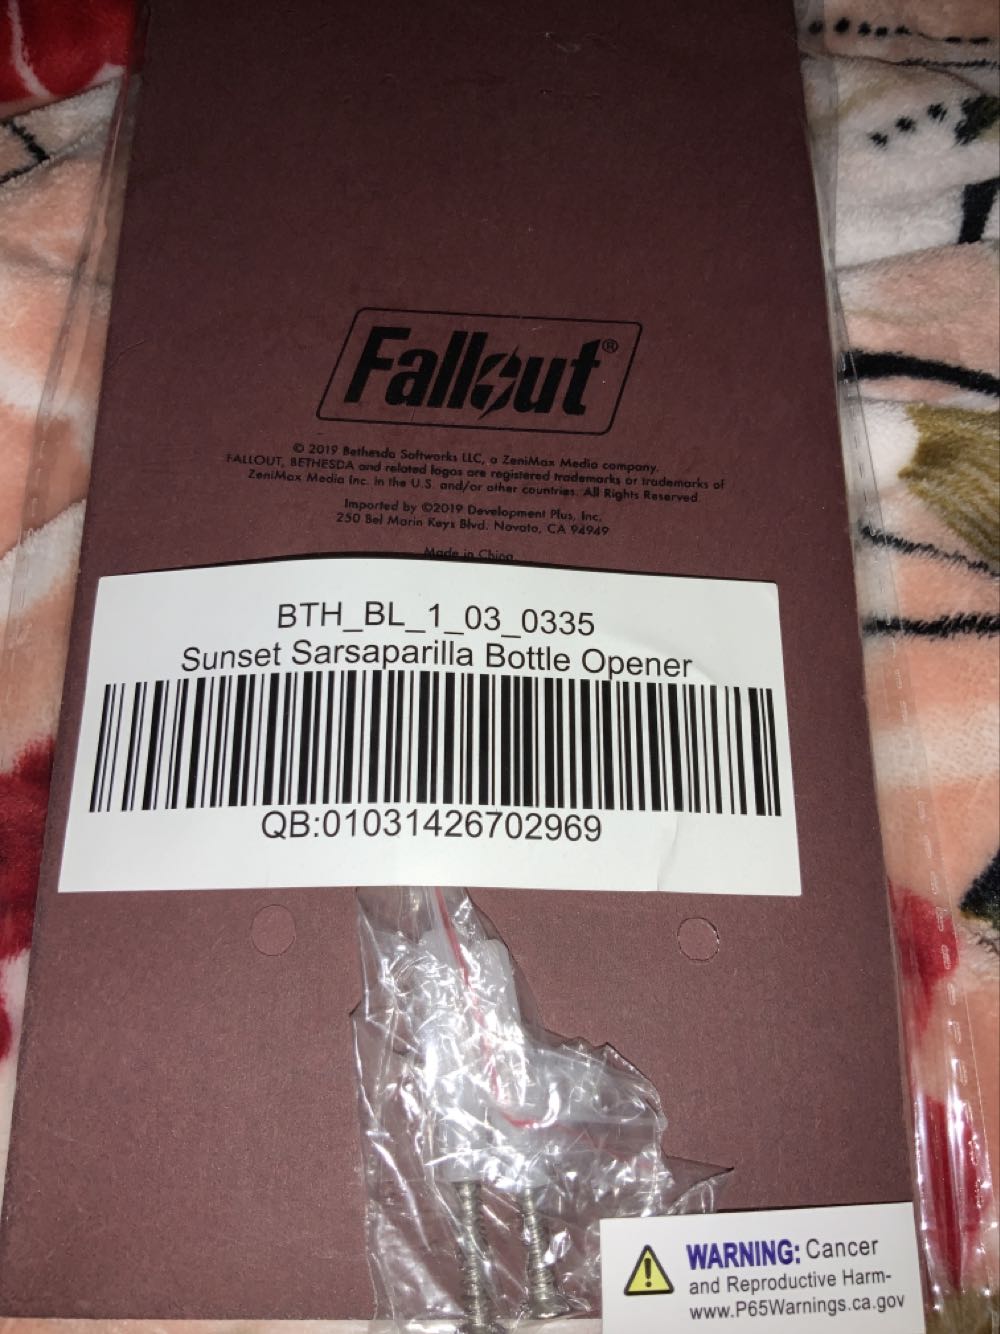 Fallout®
© 2019 Bethesda Softworks LLC, a ZeniMax Media company.
FALLOUT, BETHESDA and related logos are registered trademarks or trademarks of
ZeniMax Media Inc. in the U.S. and/or other countries. All Rights Reserved
Imported by ©2019 Development Plus, Inc.
250 Bel Marin Keys Blvd. Novato, CA 94949
Made in China
BTH_BL_1_03_0335
Sunset Sarsaparilla Bottle Opener
QB:01031426702969
WARNING: Cancer
and Reproductive Harm-
www.P65Warnings.ca.gov